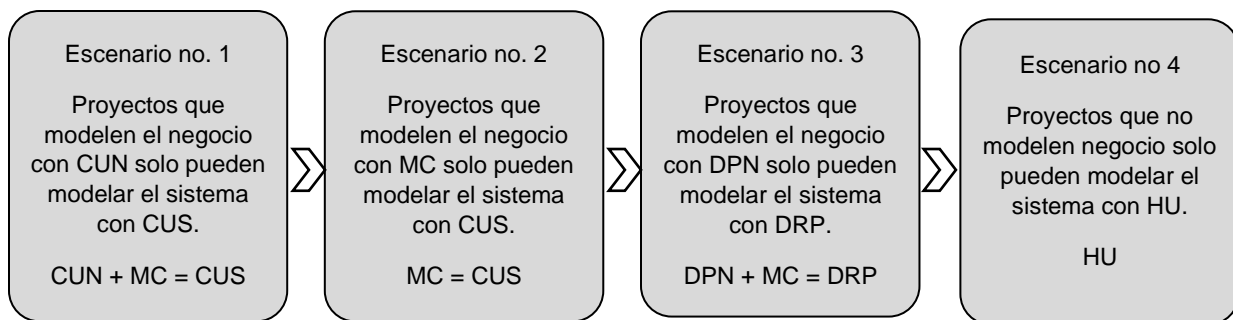 Escenario no. 1
Proyectos que
modelen el negocio
con CUN solo pueden
modelar el sistema
con CUS.
CUN + MC = CUS
Escenario no. 2
Proyectos que
modelen el negocio
con MC solo pueden
modelar el sistema
con CUS.
MC = CUS
Escenario no. 3
Proyectos que
modelen el negocio
con DPN solo pueden
modelar el sistema
con DRP.
DPN + MC = DRP
Escenario no 4
Proyectos que no
modelen negocio solo
pueden modelar el
sistema con HU.
HU